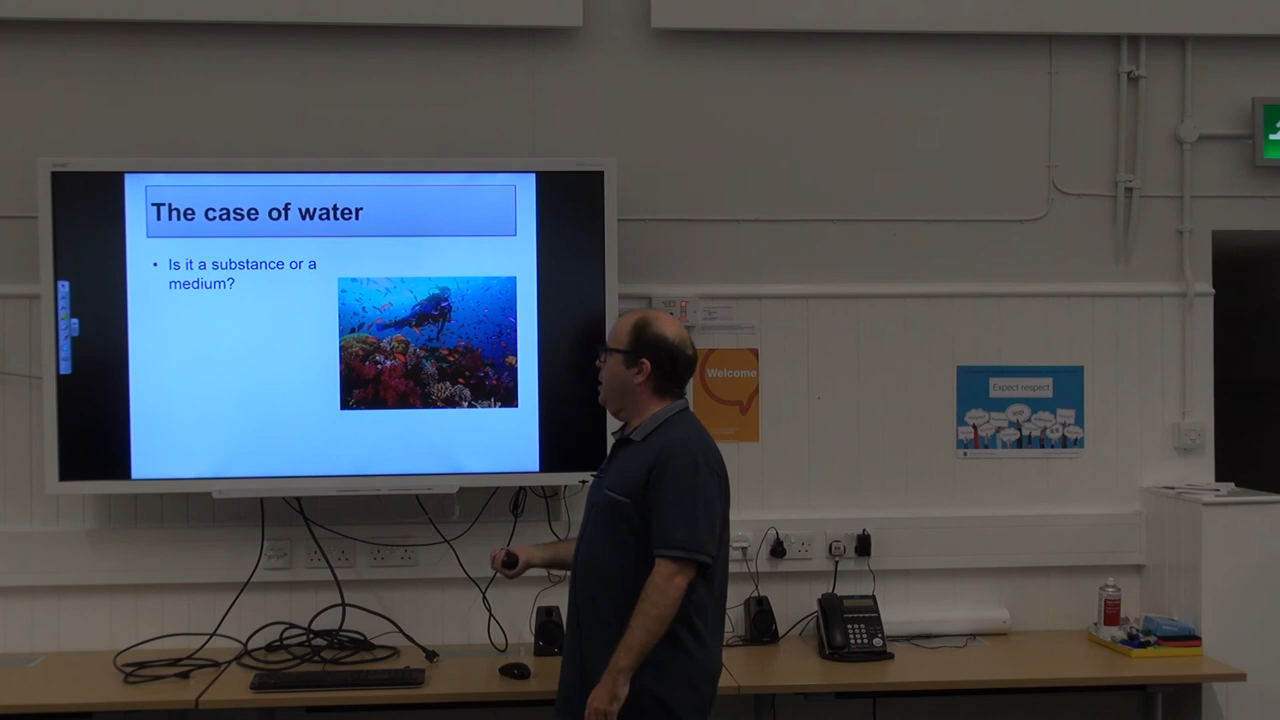 The case of water
• Is it a substance or a
medium?
Welcome
Expect respect